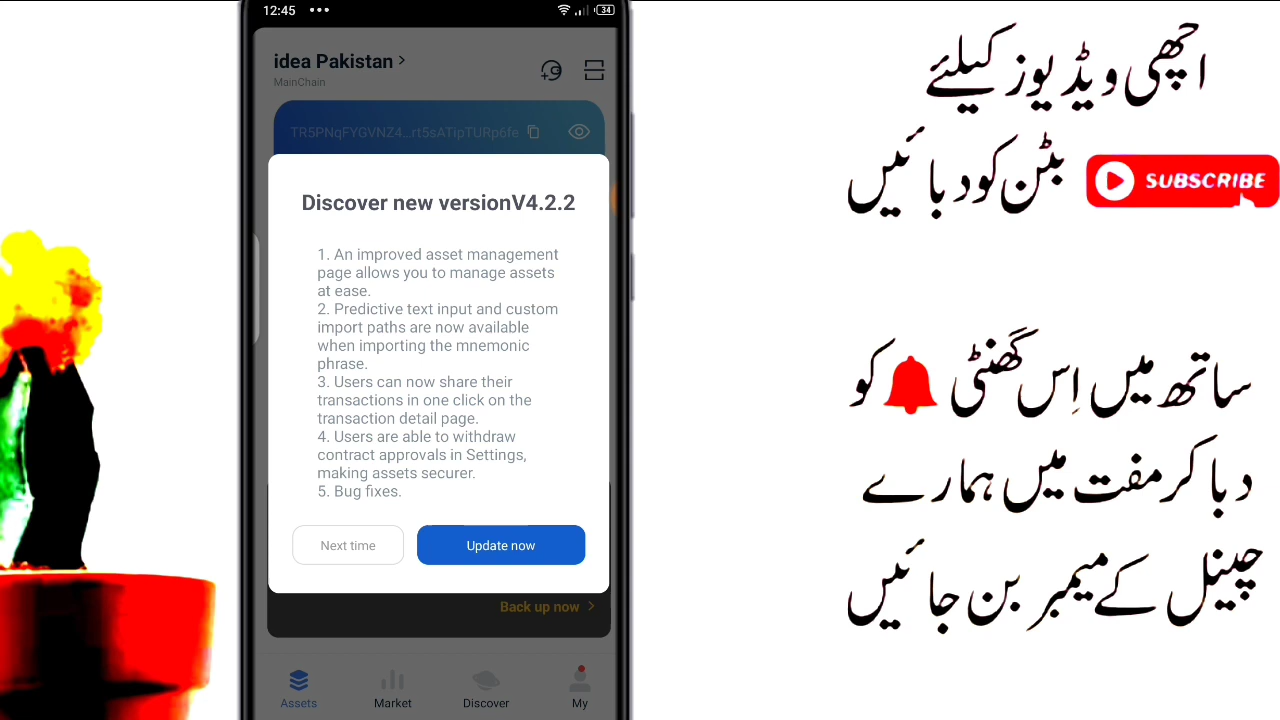 12:45
34
idea Pakistan >
MainChain
TR5PNqFYGVNZ4...rt5sATipTURp6fe
Discover new versionV4.2.2
1. An improved asset management
page allows you to manage assets
at ease.
2. Predictive text input and custom
import paths are now available
when importing the mnemonic
phrase.
3. Users can now share their
transactions in one click on the
transaction detail page.
4. Users are able to withdraw
contract approvals in Settings,
making assets securer.
5. Bug fixes.
Next time
Update now
Back up now >
Assets
Market
Discover
My
اچھی ویڈیوز کیلئے
SUBSCRIBE بٹن کو دبائیں
ساتھ میں اِس گھنٹی کو
دبا کر مفت میں ہمارے
چینل کے میمبر بن جائیں